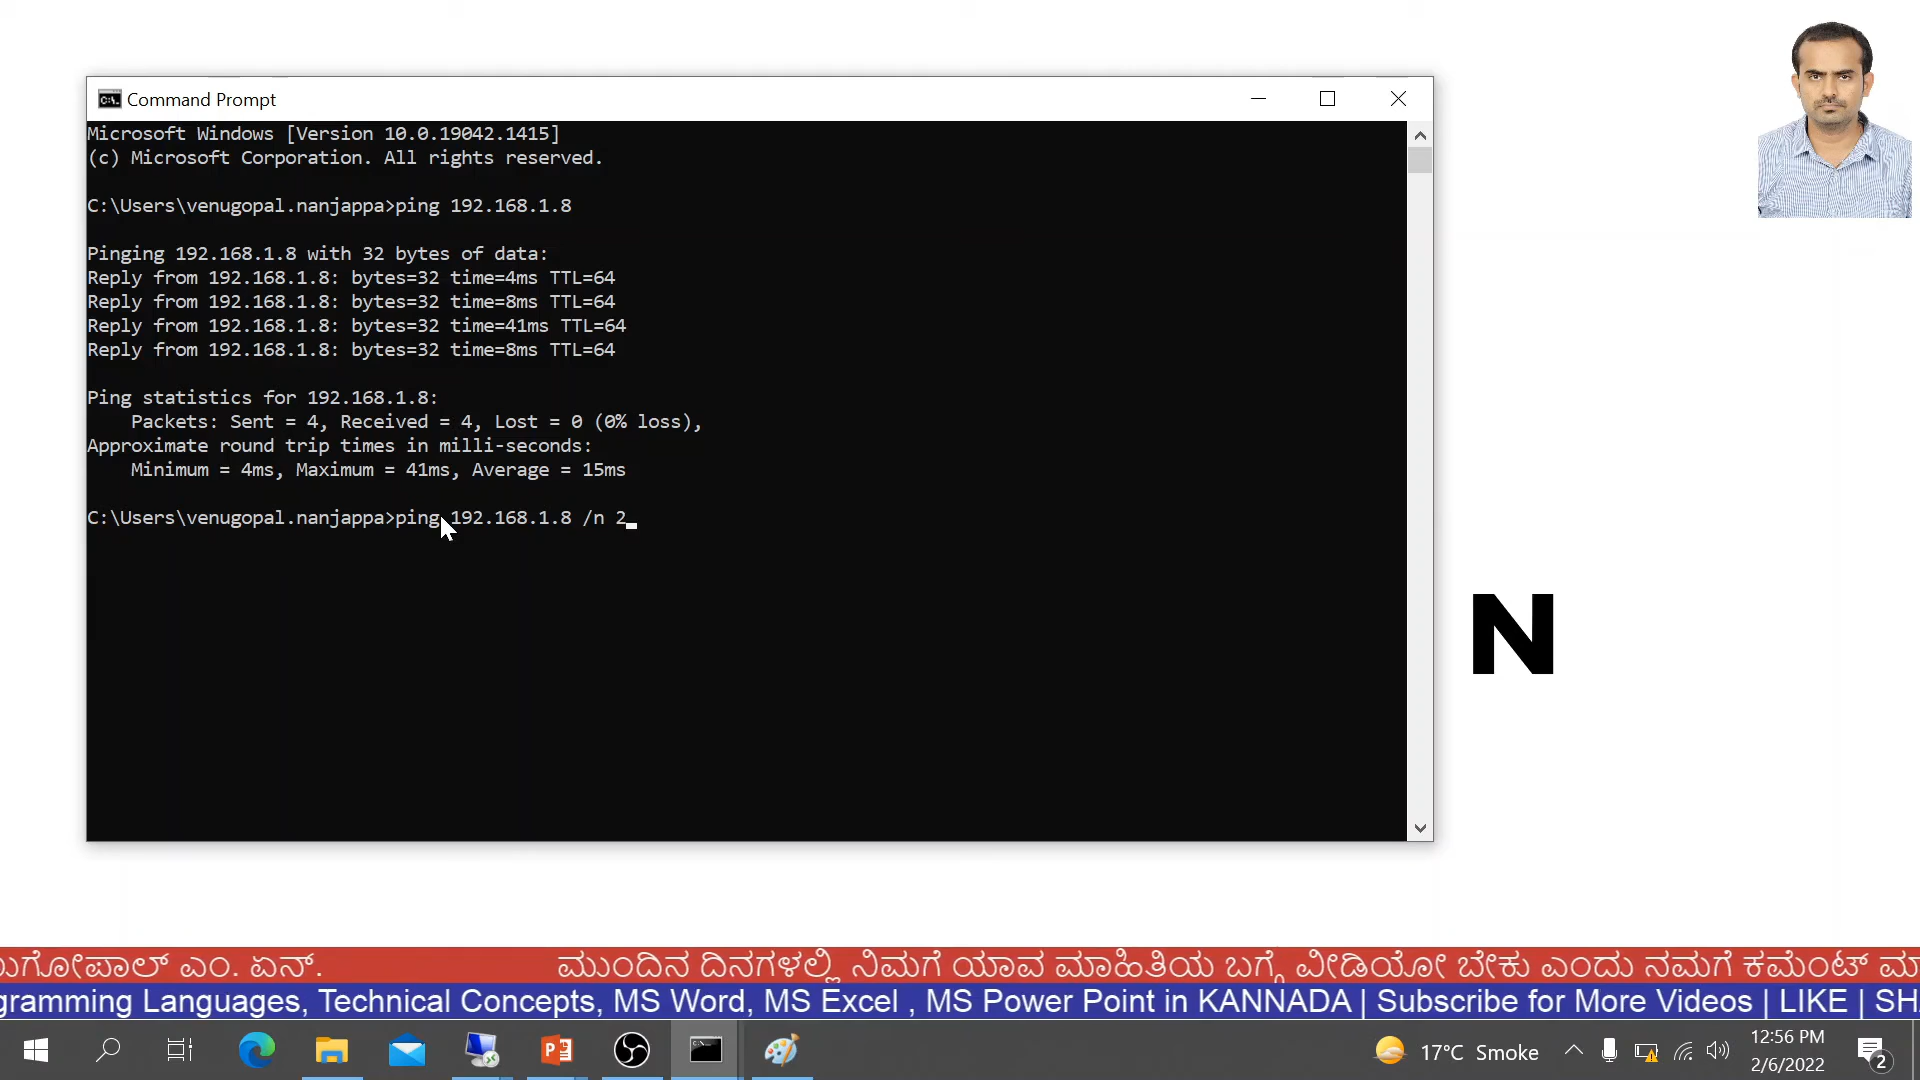 Command Prompt
Microsoft Windows [Version 10.0.19042.1415]
(c) Microsoft Corporation. All rights reserved.
C:\Users\venugopal.nanjappa>ping 192.168.1.8
Pinging 192.168.1.8 with 32 bytes of data:
Reply from 192.168.1.8: bytes=32 time=4ms TTL=64
Reply from 192.168.1.8: bytes=32 time=8ms TTL=64
Reply from 192.168.1.8: bytes=32 time=41ms TTL=64
Reply from 192.168.1.8: bytes=32 time=8ms TTL=64
Ping statistics for 192.168.1.8:
Packets: Sent = 4, Received = 4, Lost = 0 (0% loss),
Approximate round trip times in milli-seconds:
Minimum = 4ms, Maximum = 41ms, Average = 15ms
C:\Users\venugopal.nanjappa>ping 192.168.1.8 /n 2
N
ಎಂ. ಏನ್. ಮುಂದಿನ ದಿನಗಳಲ್ಲಿ ನಿಮಗೆ ಯಾವ ಮಾಹಿತಿಯ ಬಗ್ಗೆ ವೀಡಿಯೋ ಬೇಕು ಎಂದು ನಮಗೆ ಕಮೆಂಟ್
gramming Languages, Technical Concepts, MS Word, MS Excel , MS Power Point in KANNADA | Subscribe for More Videos | LIKE | SH
17°C Smoke
12:56 PM
2/6/2022
2